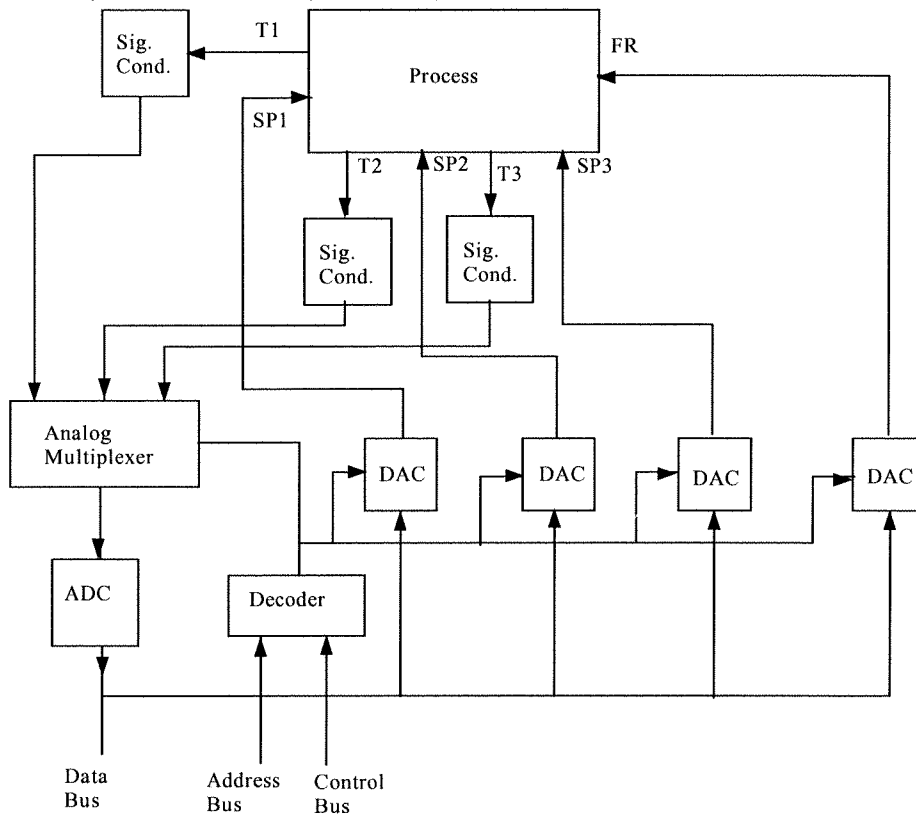 T1
FR
Sig.
Cond.
Process
SP1
T2
SP2
T3
SP3
Sig.
Cond.
Sig.
Cond.
Analog
Multiplexer
DAC
DAC
DAC
DAC
ADC
Decoder
Data
Bus
Address
Bus
Control
Bus